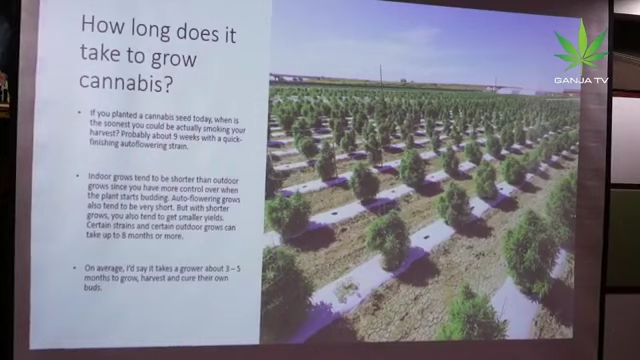 How long does it
take to grow
cannabis?
GANJA TV
• If you planted a cannabis seed today, when is
the soonest you could be actually smoking your
harvest? Probably about 9 weeks with a quick-
finishing autoflowering strain.
• Indoor grows tend to be shorter than outdoor
grows since you have more control over when
the plant starts budding. Auto-flowering grows
also tend to be very short. But with shorter
grows, you also tend to get smaller yields.
Certain strains and certain outdoor grows can
take up to 8 months or more.
• On average, I'd say it takes a grower about 3 – 5
months to grow, harvest and cure their own
buds.